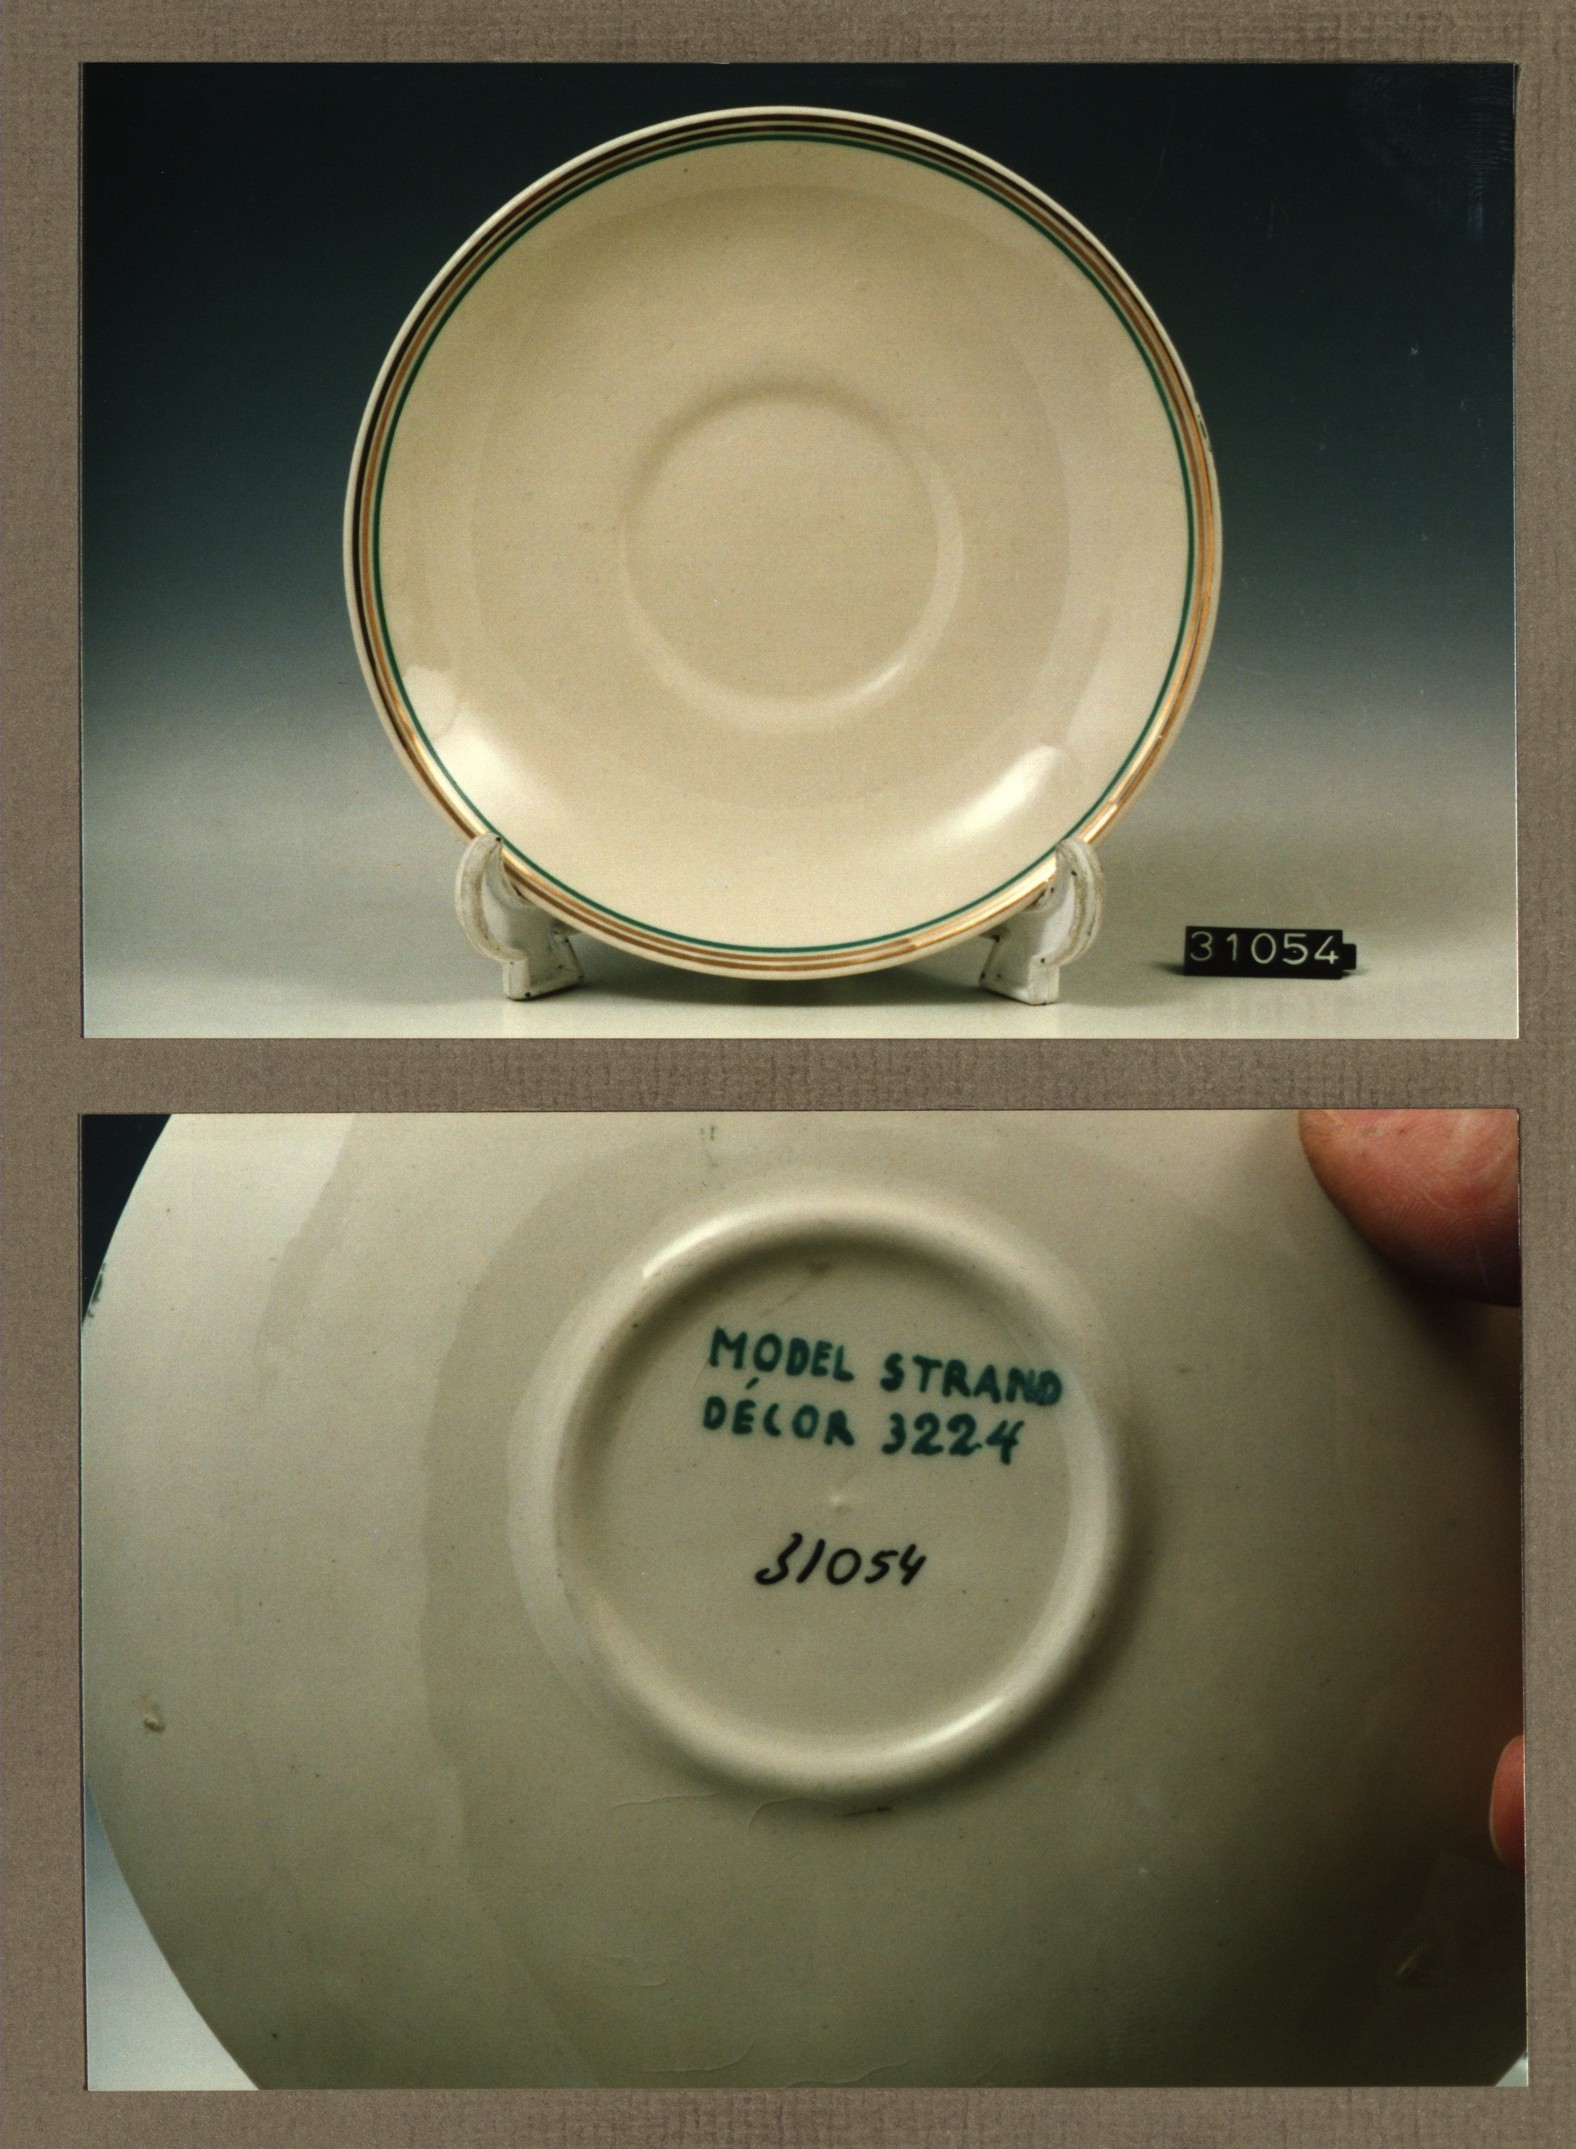 31054
MODEL STRAND
DÉCOR 3224
31054